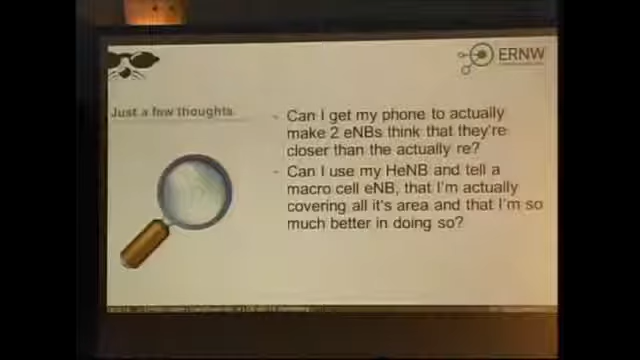 ERNW
Just a few thoughts
- Can I get my phone to actually
make 2 eNBs think that they're
closer than the actually re?
- Can I use my HeNB and tell a
macro cell eNB, that I'm actually
covering all it's area and that I'm so
much better in doing so?